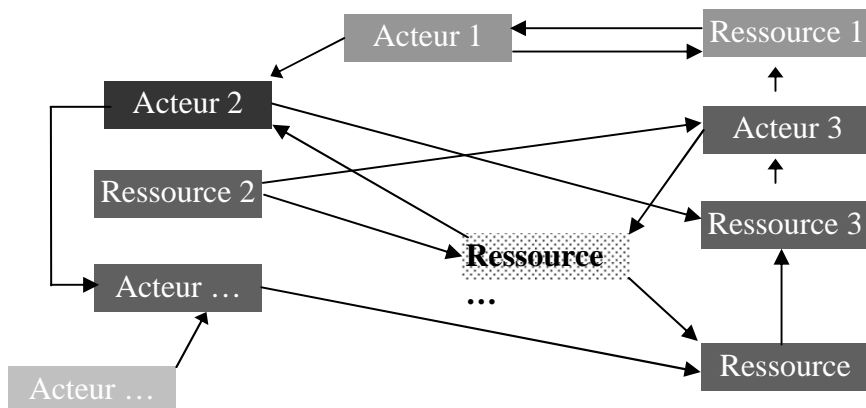 Acteur 1
Ressource 1
Acteur 2
Acteur 3
Ressource 2
Ressource 3
Ressource
…
Acteur …
Ressource
Acteur …